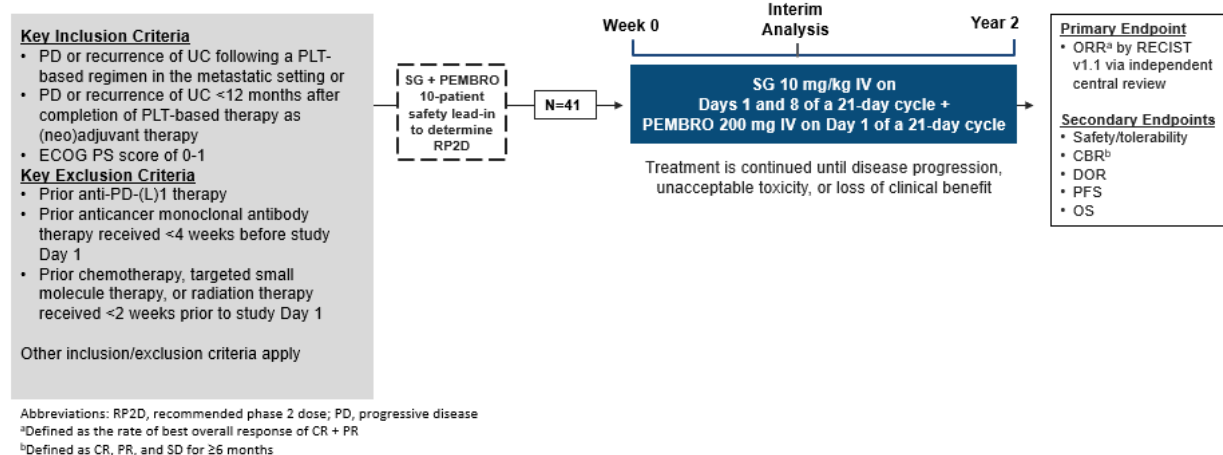 Key Inclusion Criteria
• PD or recurrence of UC following a PLT-
based regimen in the metastatic setting or
• PD or recurrence of UC <12 months after
completion of PLT-based therapy as
(neo)adjuvant therapy
• ECOG PS score of 0-1
Key Exclusion Criteria
• Prior anti-PD-(L)1 therapy
• Prior anticancer monoclonal antibody
therapy received <4 weeks before study
Day 1
• Prior chemotherapy, targeted small
molecule therapy, or radiation therapy
received <2 weeks prior to study Day 1
Other inclusion/exclusion criteria apply
SG + PEMBRO
10-patient
safety lead-in
to determine
RP2D
N=41
Week 0
Interim
Analysis
Year 2
SG 10 mg/kg IV on
Days 1 and 8 of a 21-day cycle +
PEMBRO 200 mg IV on Day 1 of a 21-day cycle
Treatment is continued until disease progression,
unacceptable toxicity, or loss of clinical benefit
Primary Endpoint
• ORRᵃ by RECIST
v1.1 via independent
central review
Secondary Endpoints
• Safety/tolerability
• CBRᵇ
• DOR
• PFS
• OS
Abbreviations: RP2D, recommended phase 2 dose; PD, progressive disease
ᵃDefined as the rate of best overall response of CR + PR
ᵇDefined as CR, PR, and SD for ≥6 months